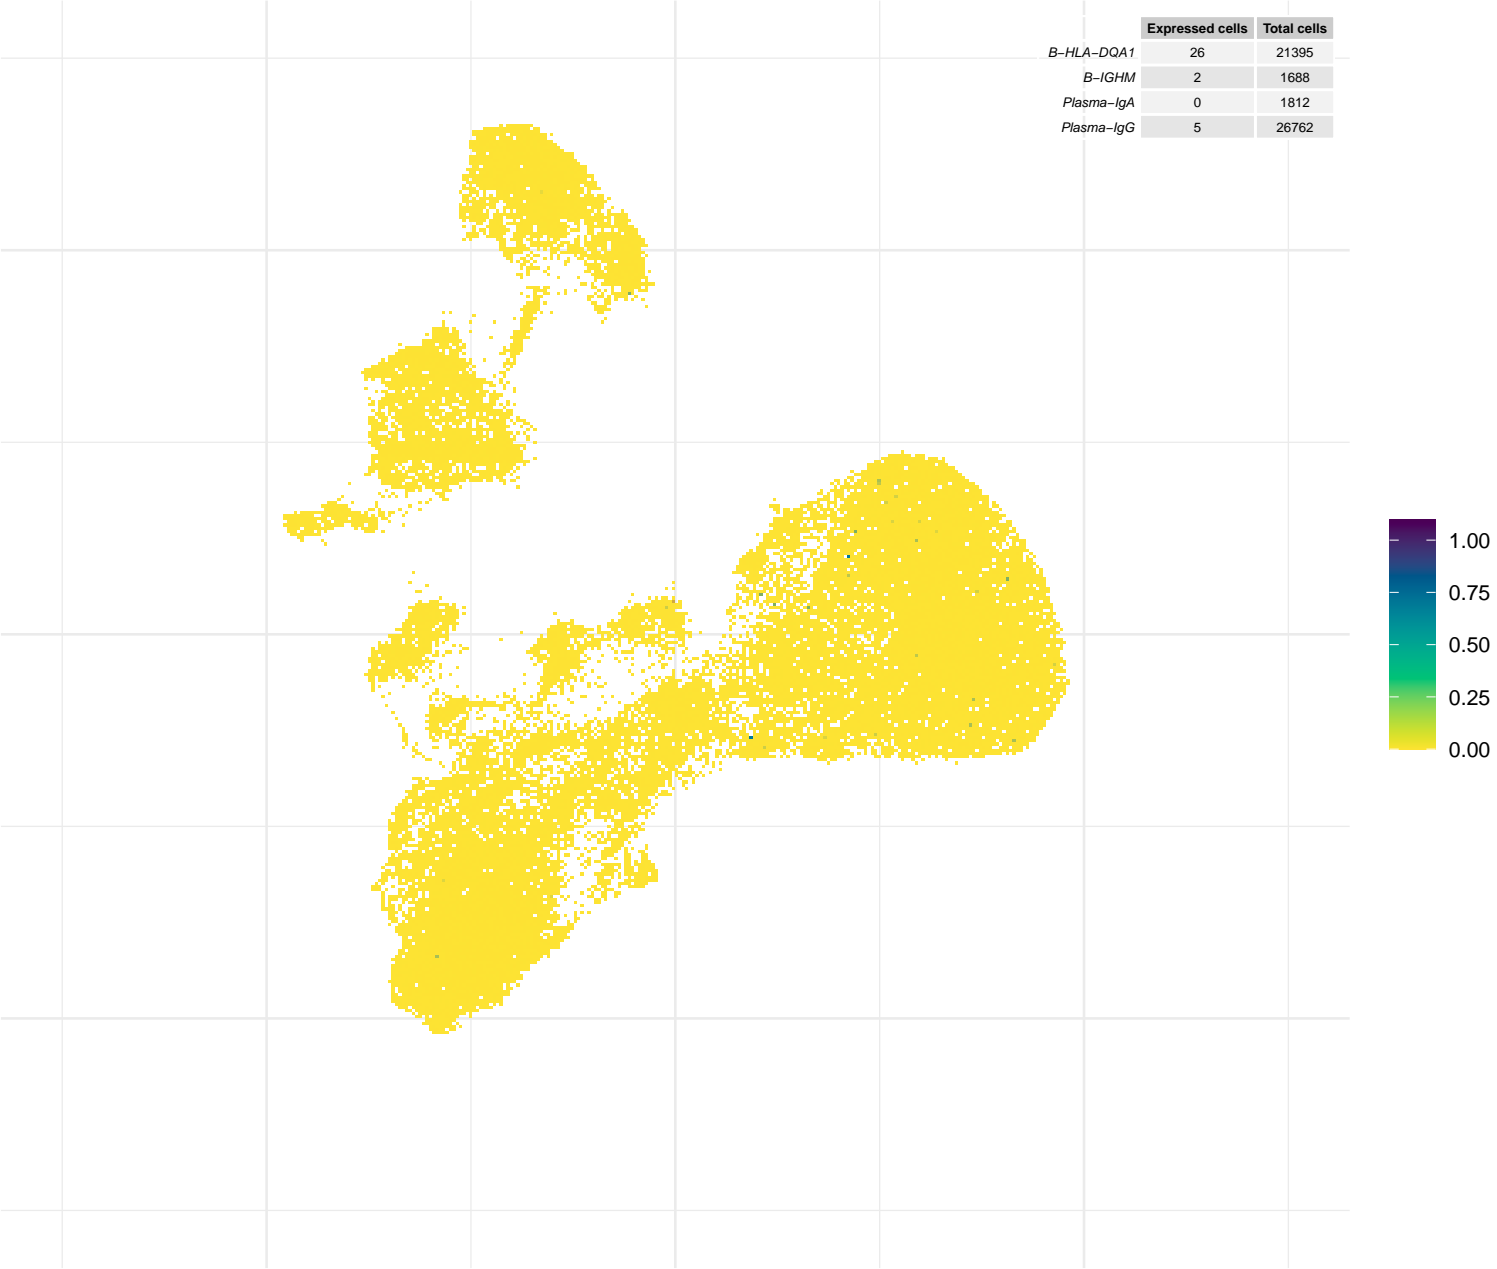 Expressed cells Total cells
B−HLA−DQA1 26 21395
B−IGHM 2 1688
Plasma−IgA 0 1812
Plasma−IgG 5 26762
1.00
0.75
0.50
0.25
0.00